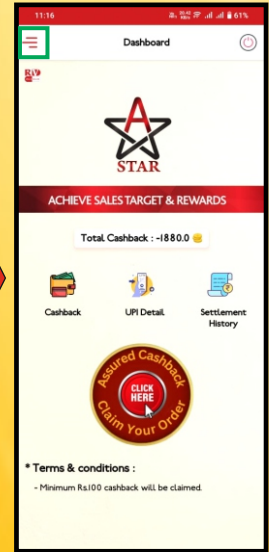 11:16
61%
Dashboard
STAR
ACHIEVE SALES TARGET & REWARDS
Total Cashback : -1880.0
Cashback
UPI Detail
Settlement
History
Assured Cashback
CLICK
HERE
Claim Your Order
* Terms & conditions :
- Minimum Rs.100 cashback will be claimed.